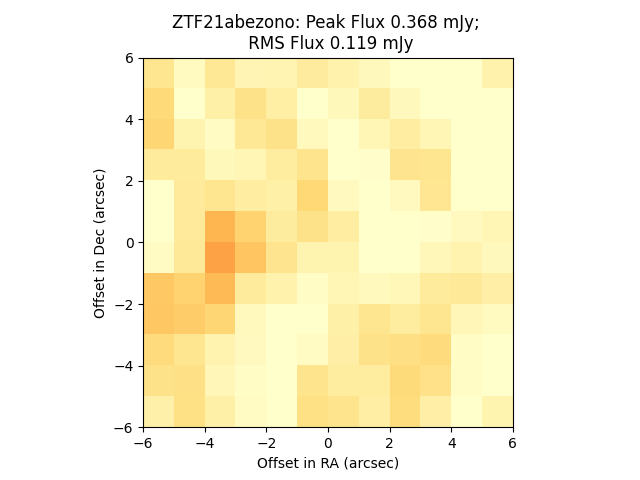 ZTF21abezono: Peak Flux 0.368 mJy;
RMS Flux 0.119 mJy
6
4
2
0
−2
−4
−6
Offset in Dec (arcsec)
−6 −4 −2 0 2 4 6
Offset in RA (arcsec)